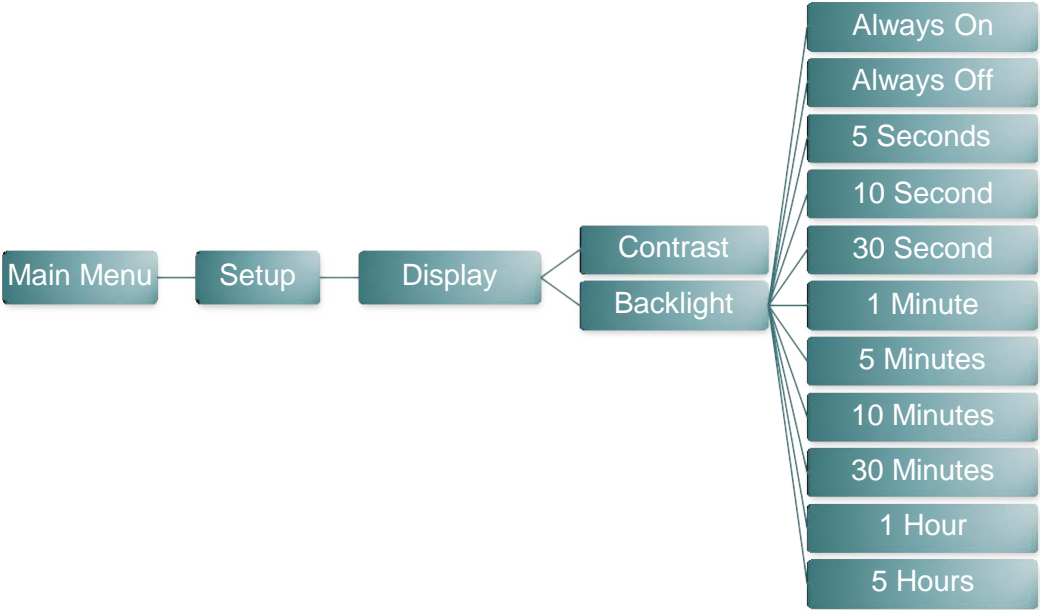 Main Menu
Setup
Display
Contrast
Backlight
Always On
Always Off
5 Seconds
10 Second
30 Second
1 Minute
5 Minutes
10 Minutes
30 Minutes
1 Hour
5 Hours